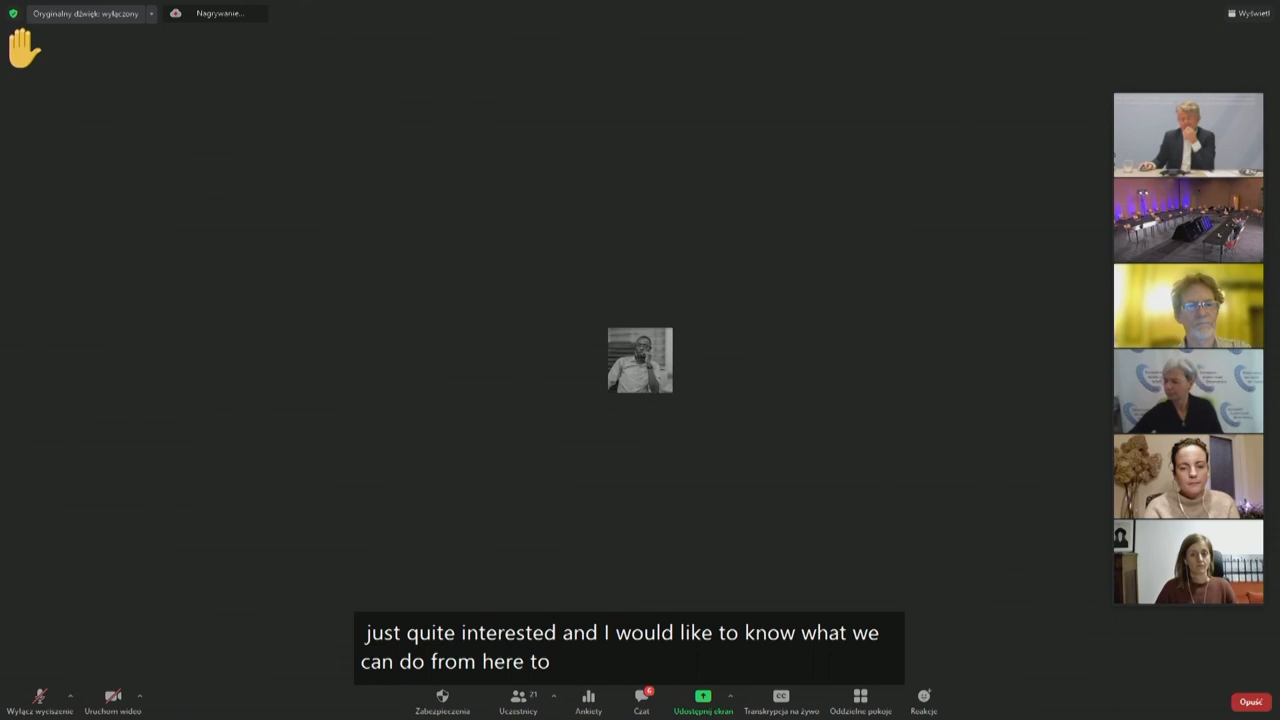 Oryginalny dźwięk: wyłączony
Nagrywanie...
Wyświetl
just quite interested and I would like to know what we
can do from here to
Wyłącz wyciszenie
Uruchom wideo
Zabezpieczenia
Uczestnicy
21
Ankiety
Czat
6
Udostępnij ekran
CC
Transkrypcja na żywo
Oddzielne pokoje
Reakcje
Opuść